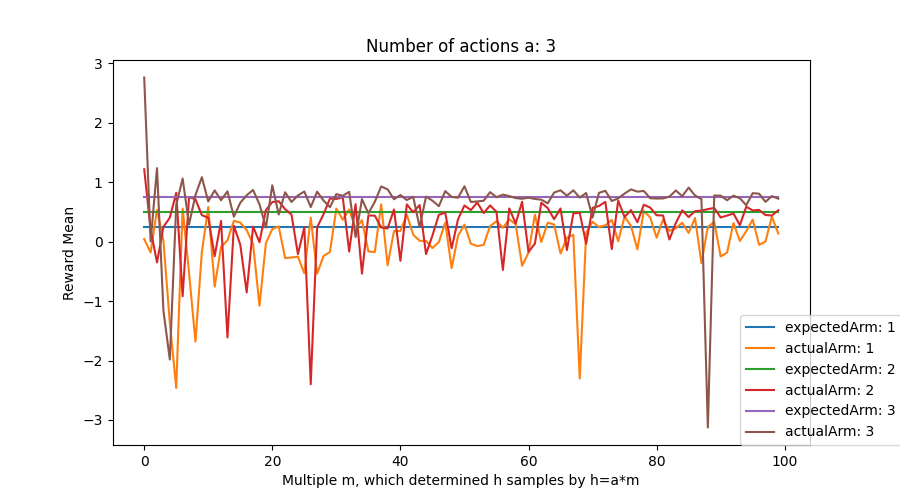 Number of actions a: 3
3
2
1
0
−1
−2
−3
Reward Mean
0
20
40
60
80
100
Multiple m, which determined h samples by h=a*m
expectedArm: 1
actualArm: 1
expectedArm: 2
actualArm: 2
expectedArm: 3
actualArm: 3